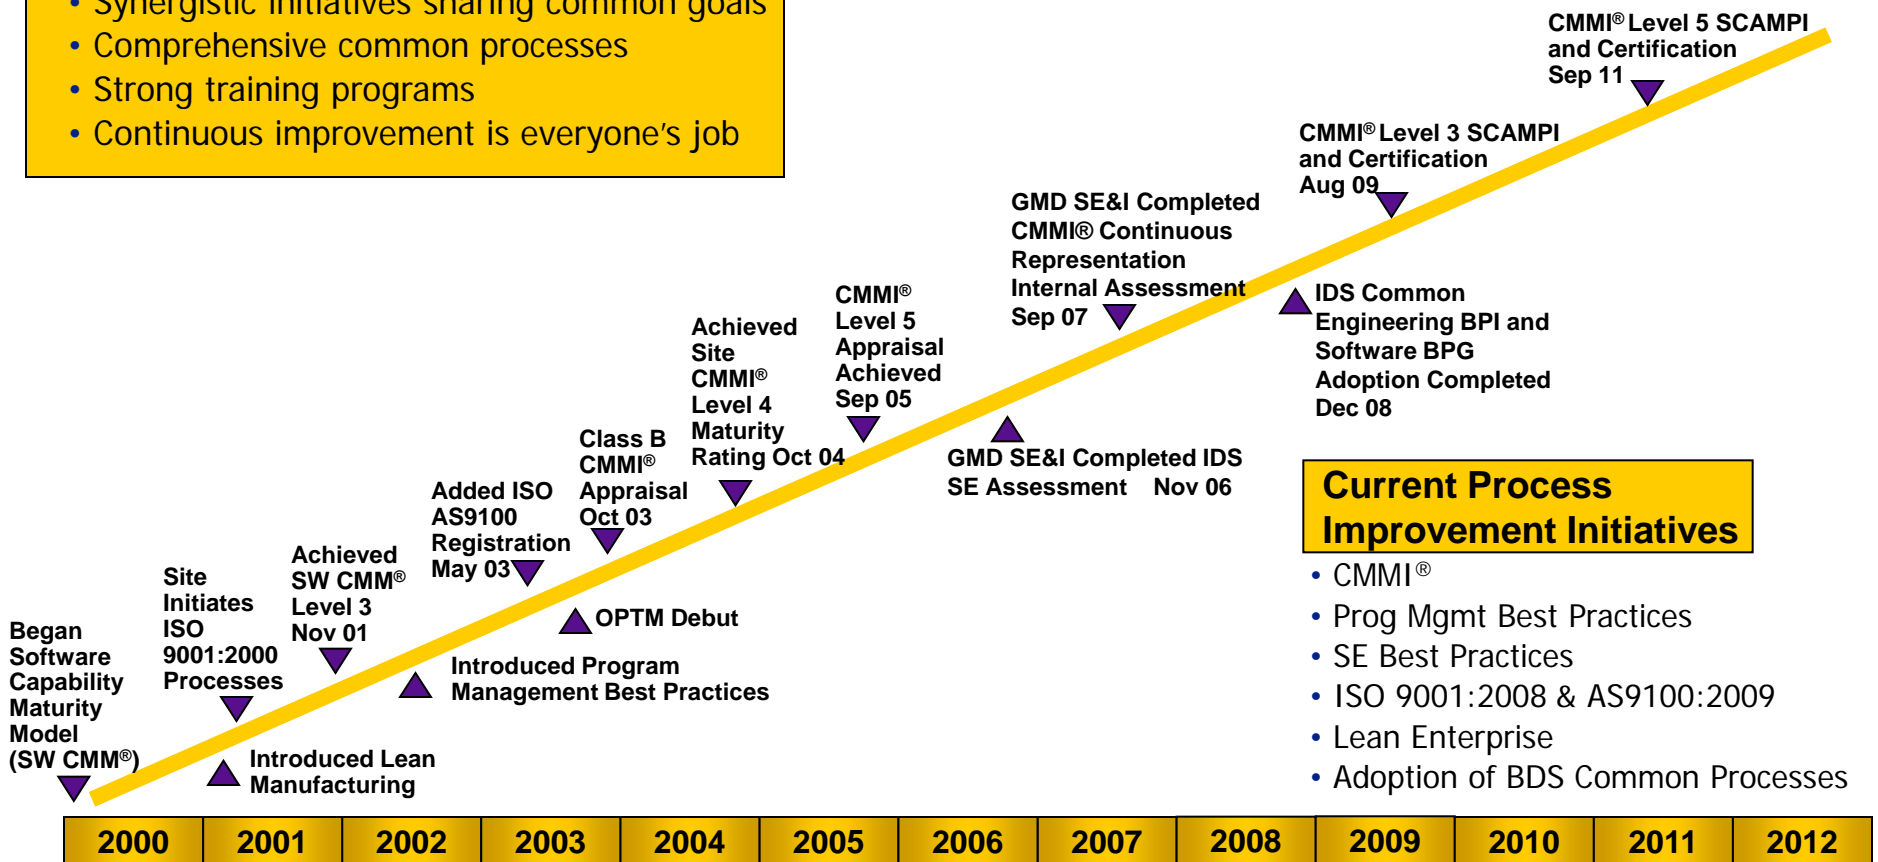 • Synergistic initiatives sharing common goals
• Comprehensive common processes
• Strong training programs
• Continuous improvement is everyone's job
Began
Software
Capability
Maturity
Model
(SW CMM®)
Site
Initiates
ISO
9001:2000
Processes
Introduced Lean
Manufacturing
Achieved
SW CMM®
Level 3
Nov 01
Introduced Program
Management Best Practices
Added ISO
AS9100
Registration
May 03
OPTM Debut
Class B
CMMI®
Appraisal
Oct 03
Achieved
Site
CMMI®
Level 4
Maturity
Rating Oct 04
CMMI®
Level 5
Appraisal
Achieved
Sep 05
GMD SE&I Completed IDS
SE Assessment Nov 06
GMD SE&I Completed
CMMI® Continuous
Representation
Internal Assessment
Sep 07
IDS Common
Engineering BPI and
Software BPG
Adoption Completed
Dec 08
CMMI® Level 3 SCAMPI
and Certification
Aug 09
CMMI® Level 5 SCAMPI
and Certification
Sep 11
Current Process
Improvement Initiatives
• CMMI®
• Prog Mgmt Best Practices
• SE Best Practices
• ISO 9001:2008 & AS9100:2009
• Lean Enterprise
• Adoption of BDS Common Processes
2000 2001 2002 2003 2004 2005 2006 2007 2008 2009 2010 2011 2012